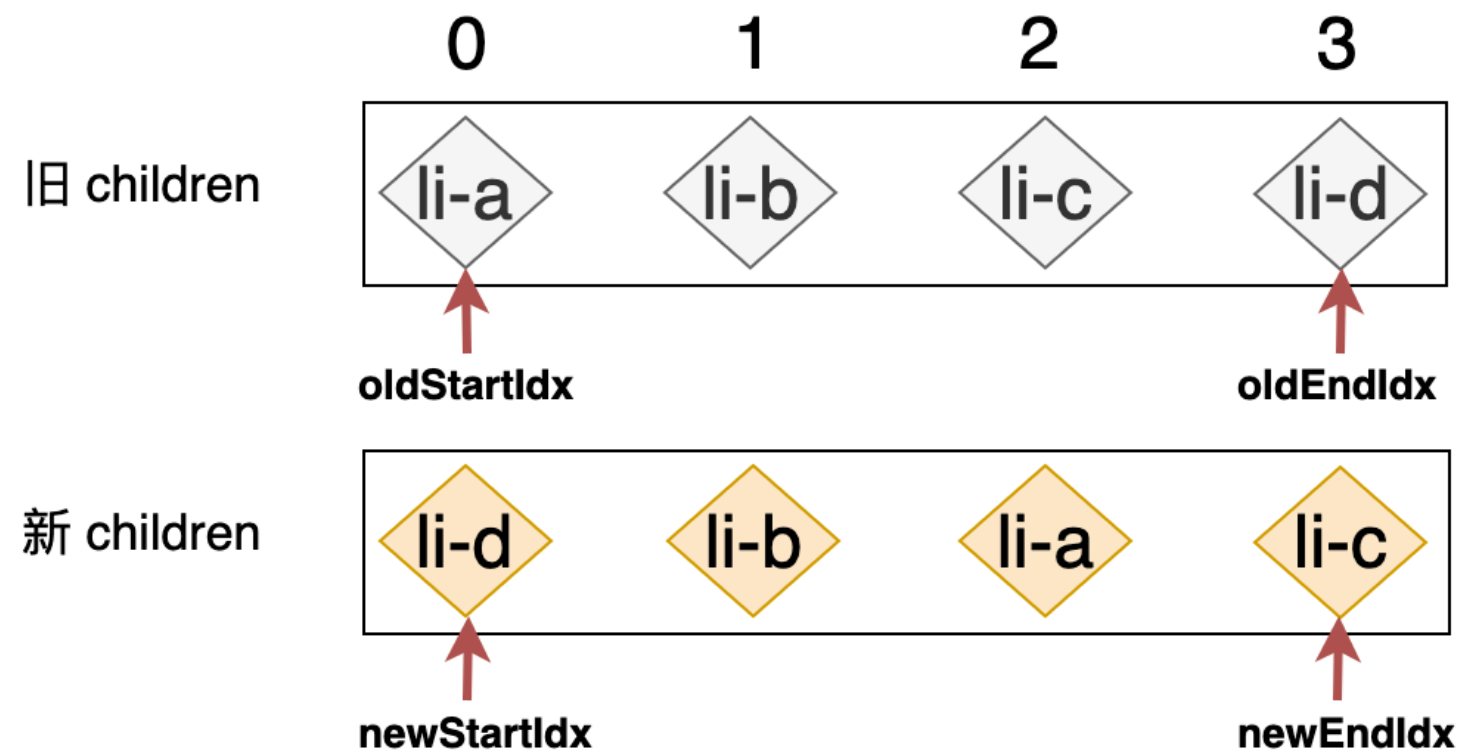 0 1 2 3
旧 children li-a li-b li-c li-d
oldStartIdx oldEndIdx
新 children li-d li-b li-a li-c
newStartIdx newEndIdx